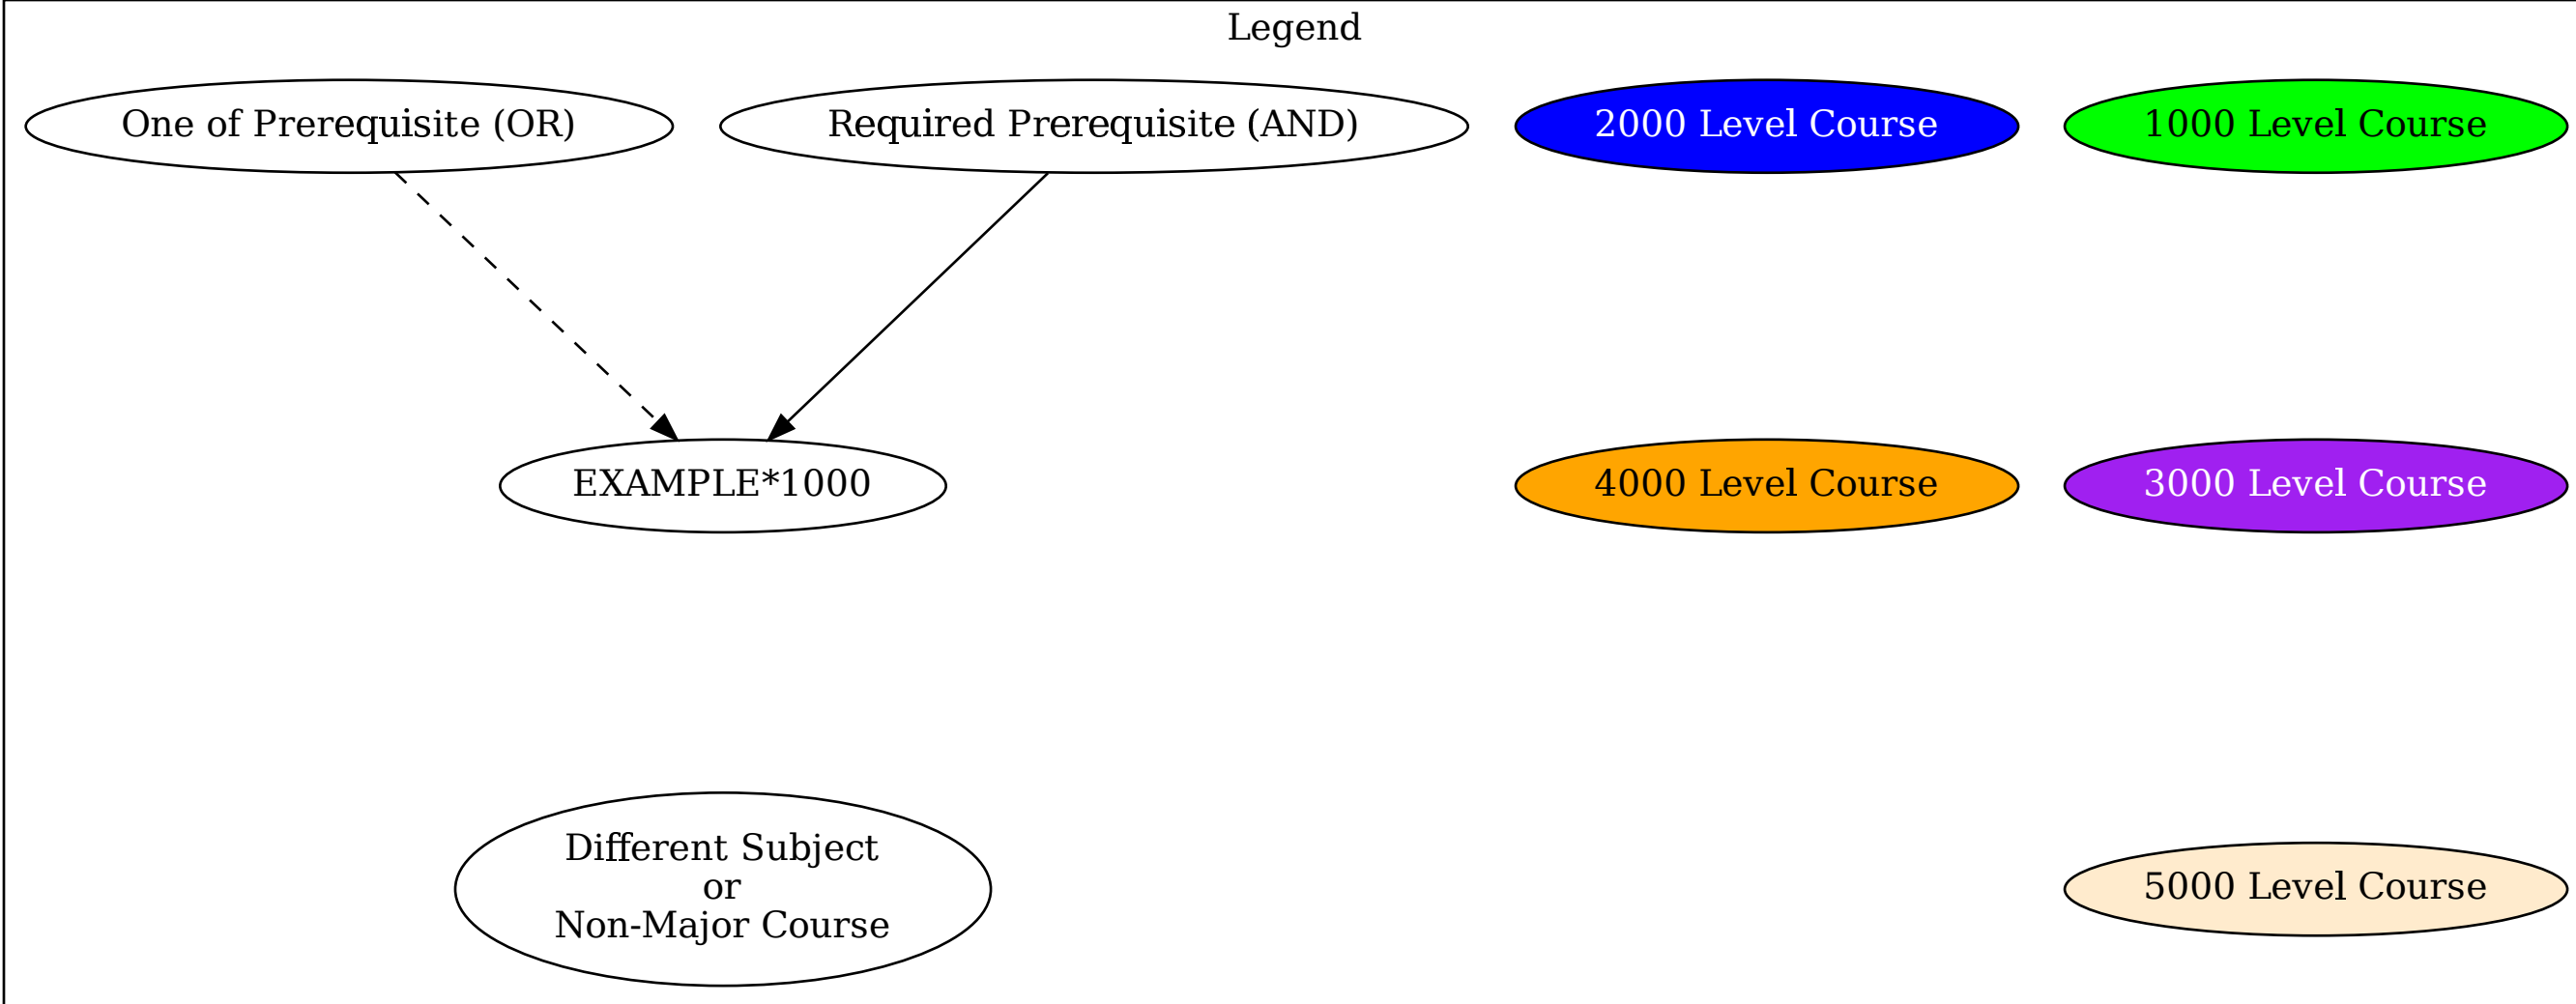 Legend
One of Prerequisite (OR)
Required Prerequisite (AND)
2000 Level Course
1000 Level Course
EXAMPLE*1000
4000 Level Course
3000 Level Course
Different Subject
or
Non-Major Course
5000 Level Course